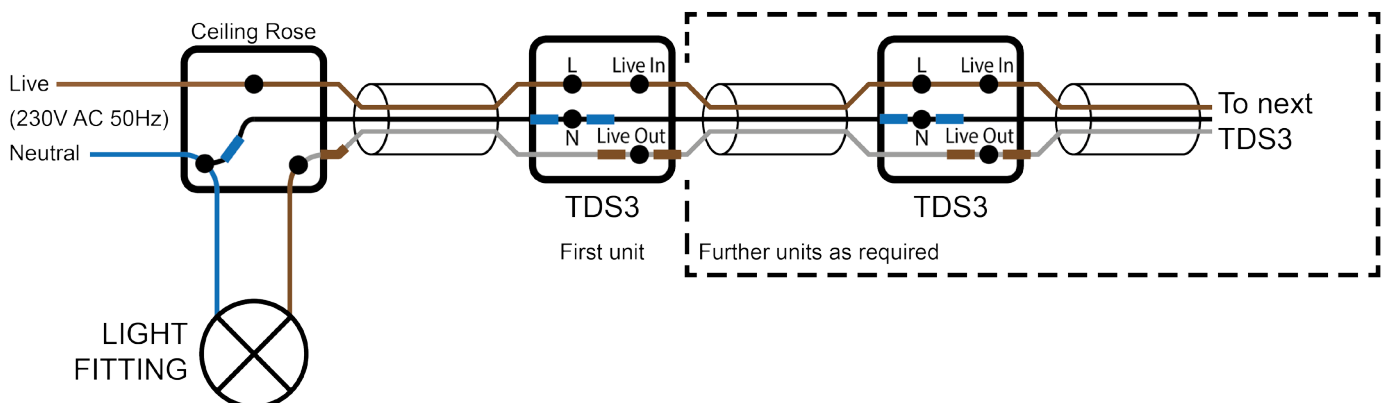 Ceiling Rose
Live
(230V AC 50Hz)
Neutral
L Live In
N Live Out
TDS3
First unit
L Live In
N Live Out
TDS3
Further units as required
To next
TDS3
LIGHT
FITTING